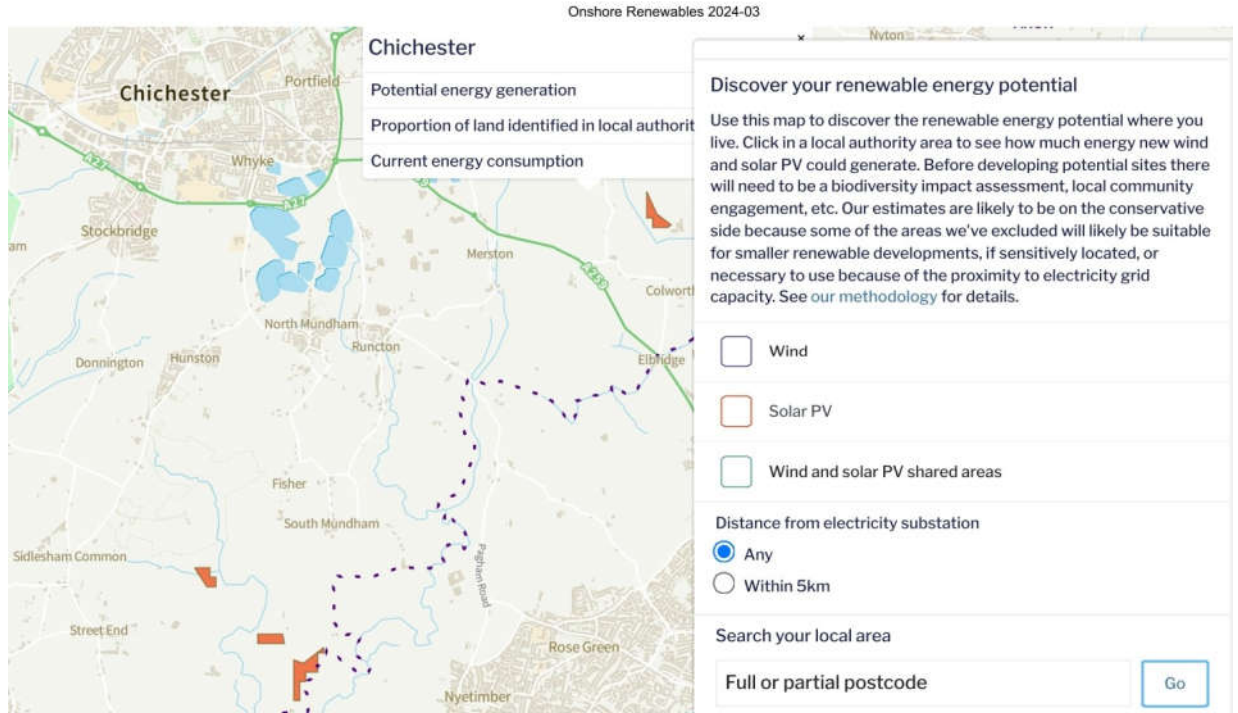 Onshore Renewables 2024-03
Nyton
Chichester
×
Potential energy generation
Proportion of land identified in local authorit
Current energy consumption
Chichester
Portfield
Whyke
A27
A27
Stockbridge
am
Merston
A259
Colwort
North Mundham
Runcton
Elbridge
Donnington
Hunston
Fisher
South Mundham
Sidlesham Common
Pagham Road
Street End
Rose Green
Nyetimber
Discover your renewable energy potential
Use this map to discover the renewable energy potential where you
live. Click in a local authority area to see how much energy new wind
and solar PV could generate. Before developing potential sites there
will need to be a biodiversity impact assessment, local community
engagement, etc. Our estimates are likely to be on the conservative
side because some of the areas we've excluded will likely be suitable
for smaller renewable developments, if sensitively located, or
necessary to use because of the proximity to electricity grid
capacity. See our methodology for details.
Wind
Solar PV
Wind and solar PV shared areas
Distance from electricity substation
Any
Within 5km
Search your local area
Full or partial postcode
Go